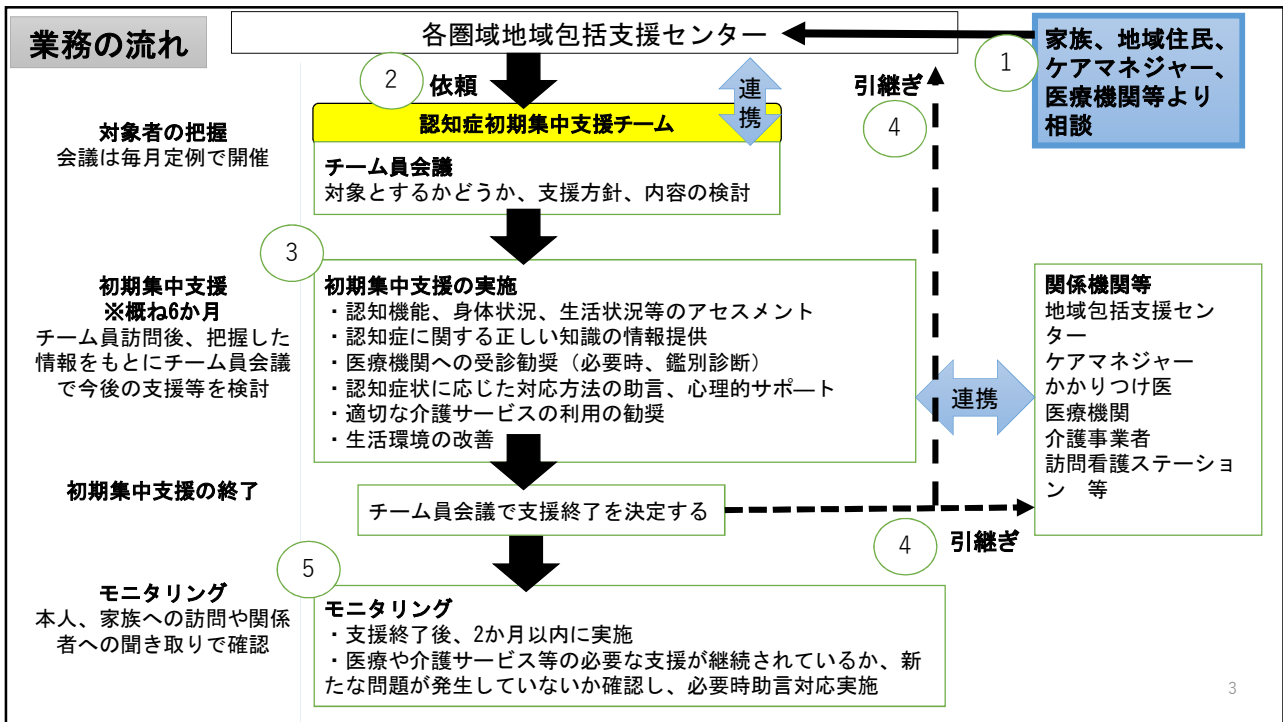 業務の流れ
各圏域地域包括支援センター
1
家族、地域住民、
ケアマネジャー、
医療機関等より
相談
2
依頼
連
携
引継ぎ
4
対象者の把握
会議は毎月定例で開催
認知症初期集中支援チーム
チーム員会議
対象とするかどうか、支援方針、内容の検討
3
初期集中支援
※概ね6か月
チーム員訪問後、把握した
情報をもとにチーム員会議
で今後の支援等を検討
初期集中支援の実施
・認知機能、身体状況、生活状況等のアセスメント
・認知症に関する正しい知識の情報提供
・医療機関への受診勧奨（必要時、鑑別診断）
・認知症状に応じた対応方法の助言、心理的サポート
・適切な介護サービスの利用の勧奨
・生活環境の改善
連携
関係機関等
地域包括支援セン
ター
ケアマネジャー
かかりつけ医
医療機関
介護事業者
訪問看護ステーショ
ン　等
初期集中支援の終了
チーム員会議で支援終了を決定する
4
引継ぎ
5
モニタリング
本人、家族への訪問や関係
者への聞き取りで確認
モニタリング
・支援終了後、2か月以内に実施
・医療や介護サービス等の必要な支援が継続されているか、新
たな問題が発生していないか確認し、必要時助言対応実施
3